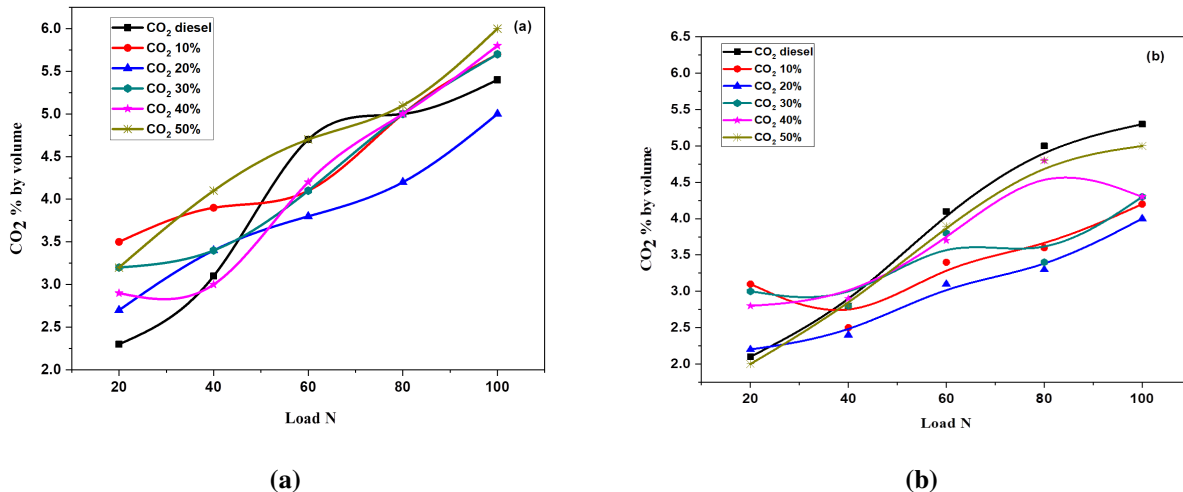 (a)
CO₂ diesel
CO₂ 10%
CO₂ 20%
CO₂ 30%
CO₂ 40%
CO₂ 50%
6.0
5.5
5.0
4.5
4.0
3.5
3.0
2.5
2.0
CO₂ % by volume
20 40 60 80 100
Load N
(a)
(b)
CO₂ diesel
CO₂ 10%
CO₂ 20%
CO₂ 30%
CO₂ 40%
CO₂ 50%
6.5
6.0
5.5
5.0
4.5
4.0
3.5
3.0
2.5
2.0
CO₂ % by volume
20 40 60 80 100
Load N
(b)